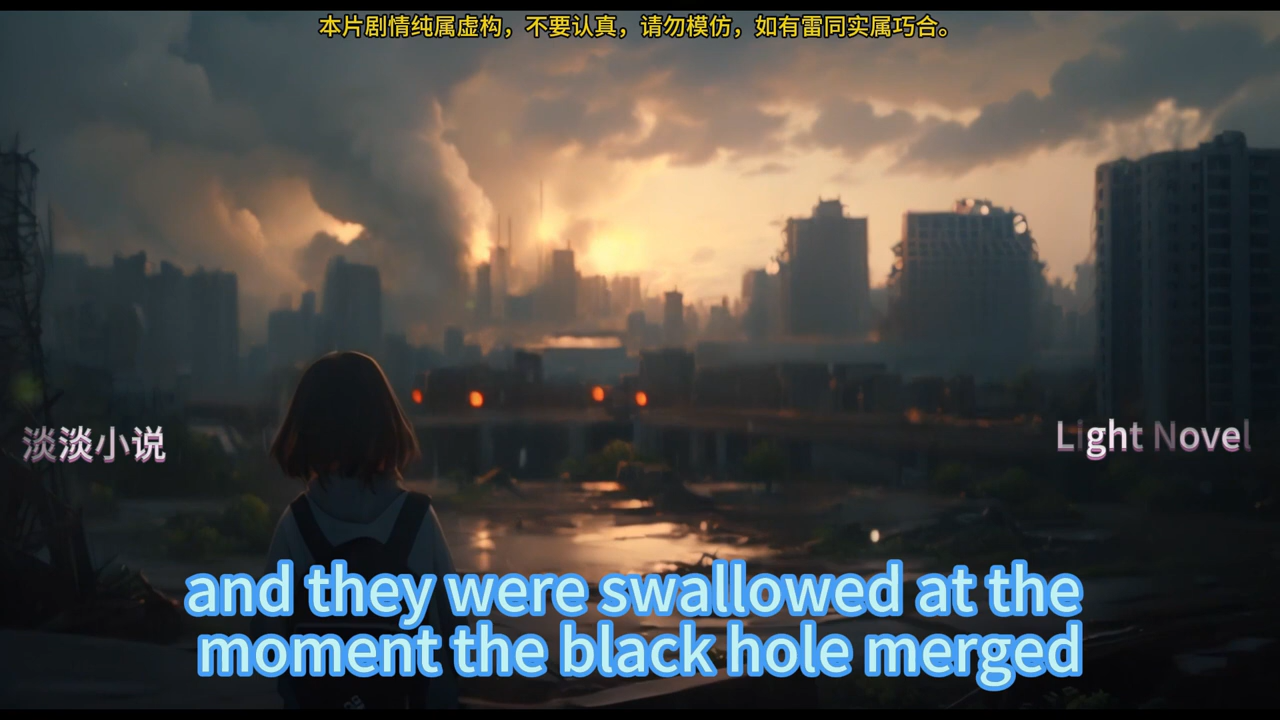 本片剧情纯属虚构，不要认真，请勿模仿，如有雷同实属巧合。
淡淡小说
Light Novel
and they were swallowed at the
moment the black hole merged